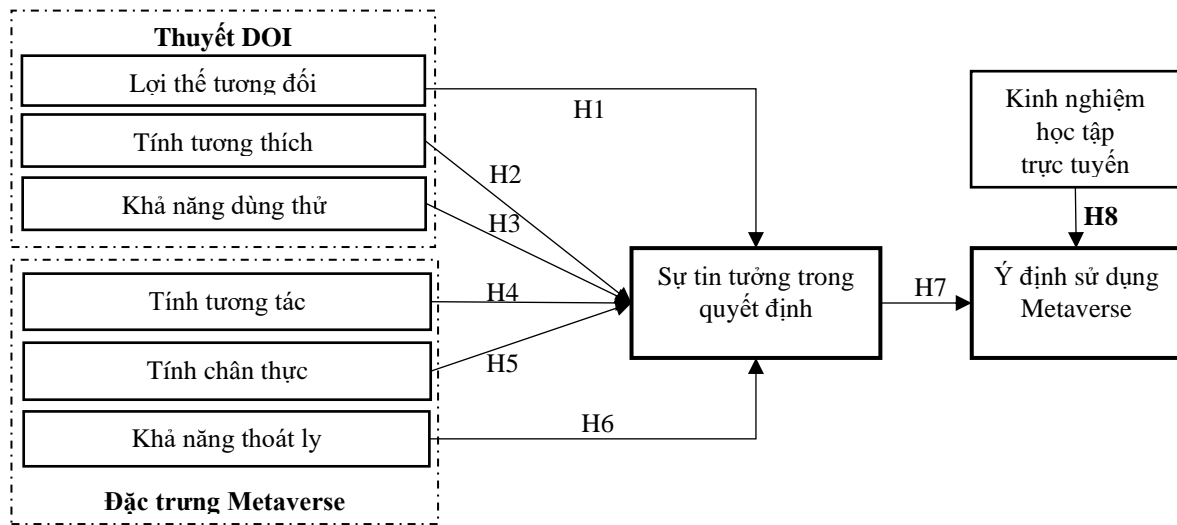 Thuyết DOI
Lợi thế tương đối
Tính tương thích
Khả năng dùng thử
Tính tương tác
Tính chân thực
Khả năng thoát ly
Đặc trưng Metaverse
H1
H2
H3
H4
H5
H6
Sự tin tưởng trong
quyết định
H7
Kinh nghiệm
học tập
trực tuyến
H8
Ý định sử dụng
Metaverse